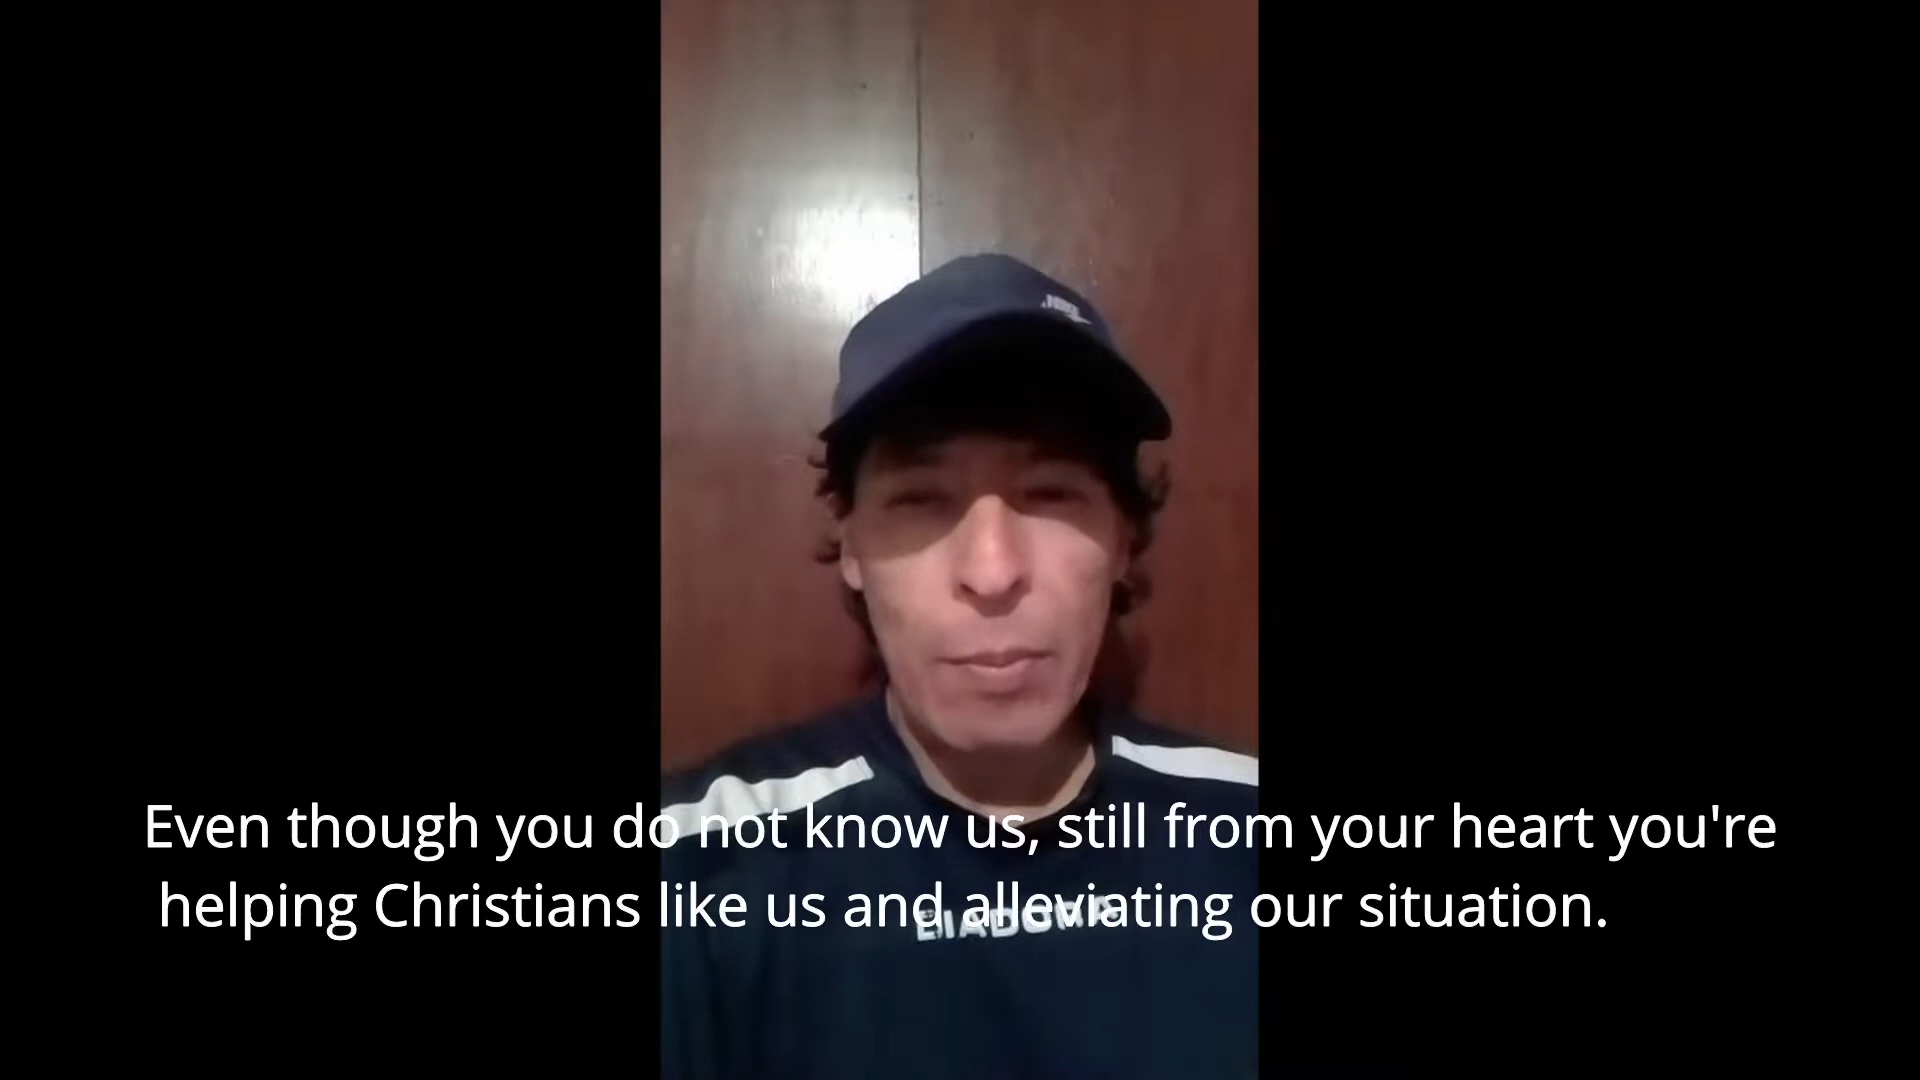 Even though you do not know us, still from your heart you're
helping Christians like us and alleviating our situation.
DIADORA